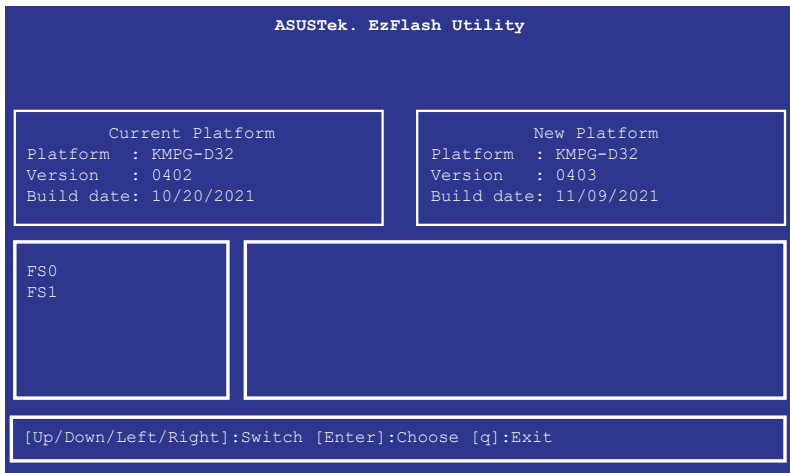 ASUSTek. EzFlash Utility
Current Platform
Platform : KMPG-D32
Version : 0402
Build date: 10/20/2021
New Platform
Platform : KMPG-D32
Version : 0403
Build date: 11/09/2021
FS0
FS1
[Up/Down/Left/Right]:Switch [Enter]:Choose [q]:Exit